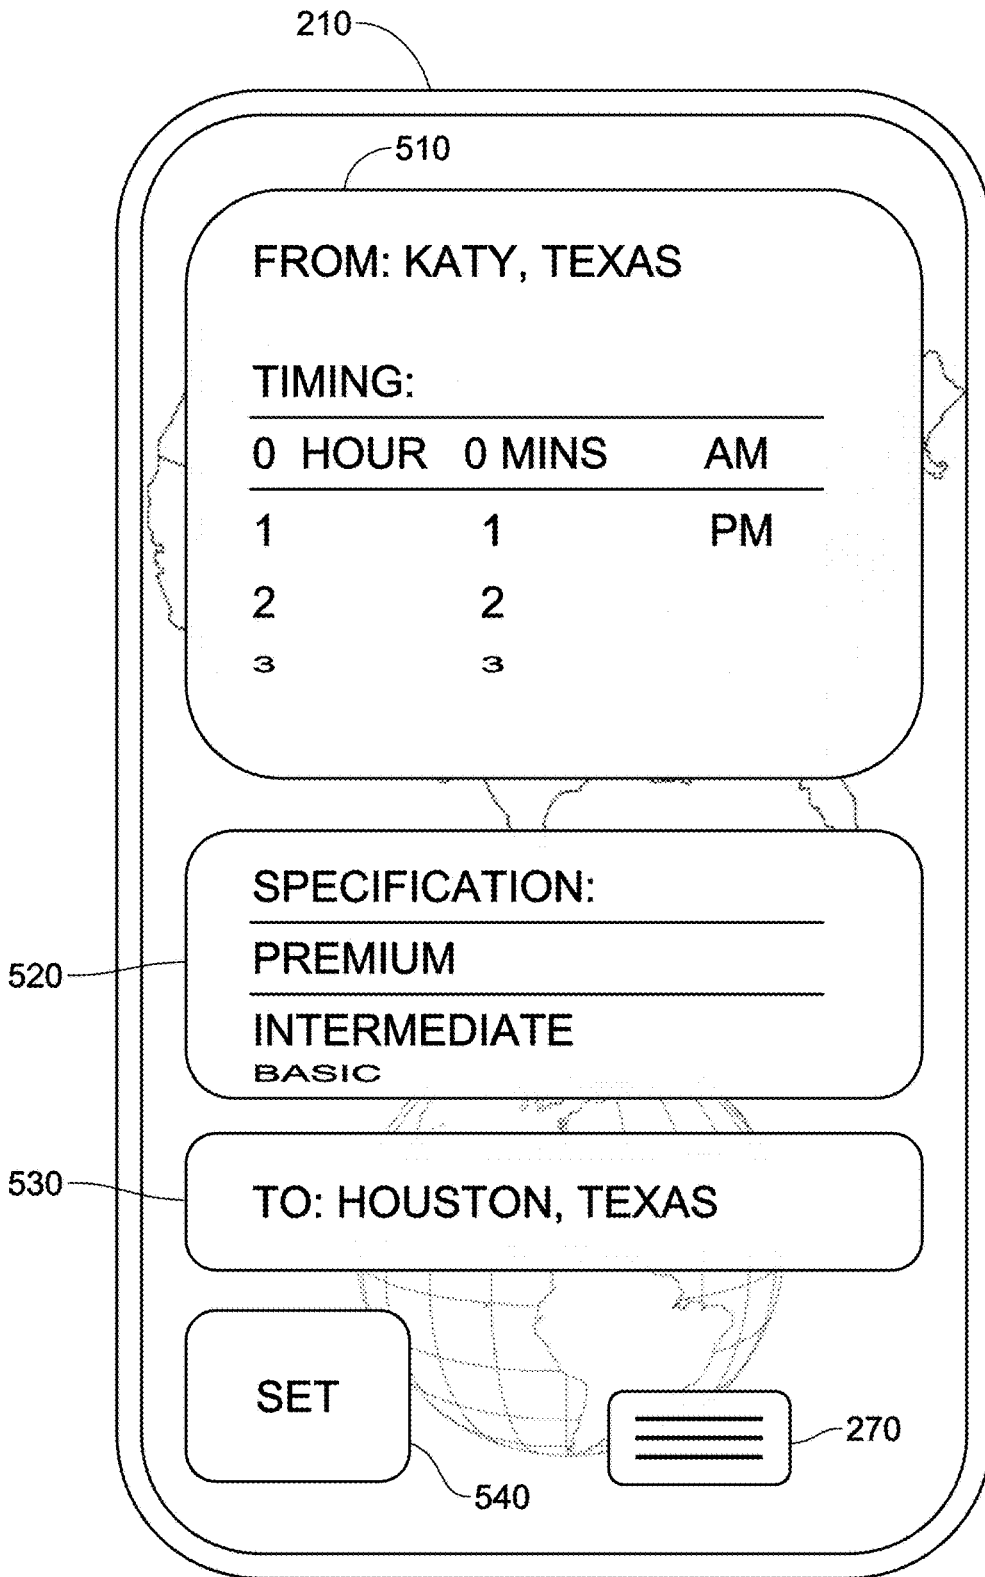 210
510
FROM: KATY, TEXAS
TIMING:
0 HOUR 0 MINS AM
1 1 PM
2 2
3 3
SPECIFICATION:
PREMIUM
520
INTERMEDIATE
BASIC
530
TO: HOUSTON, TEXAS
SET
270
540